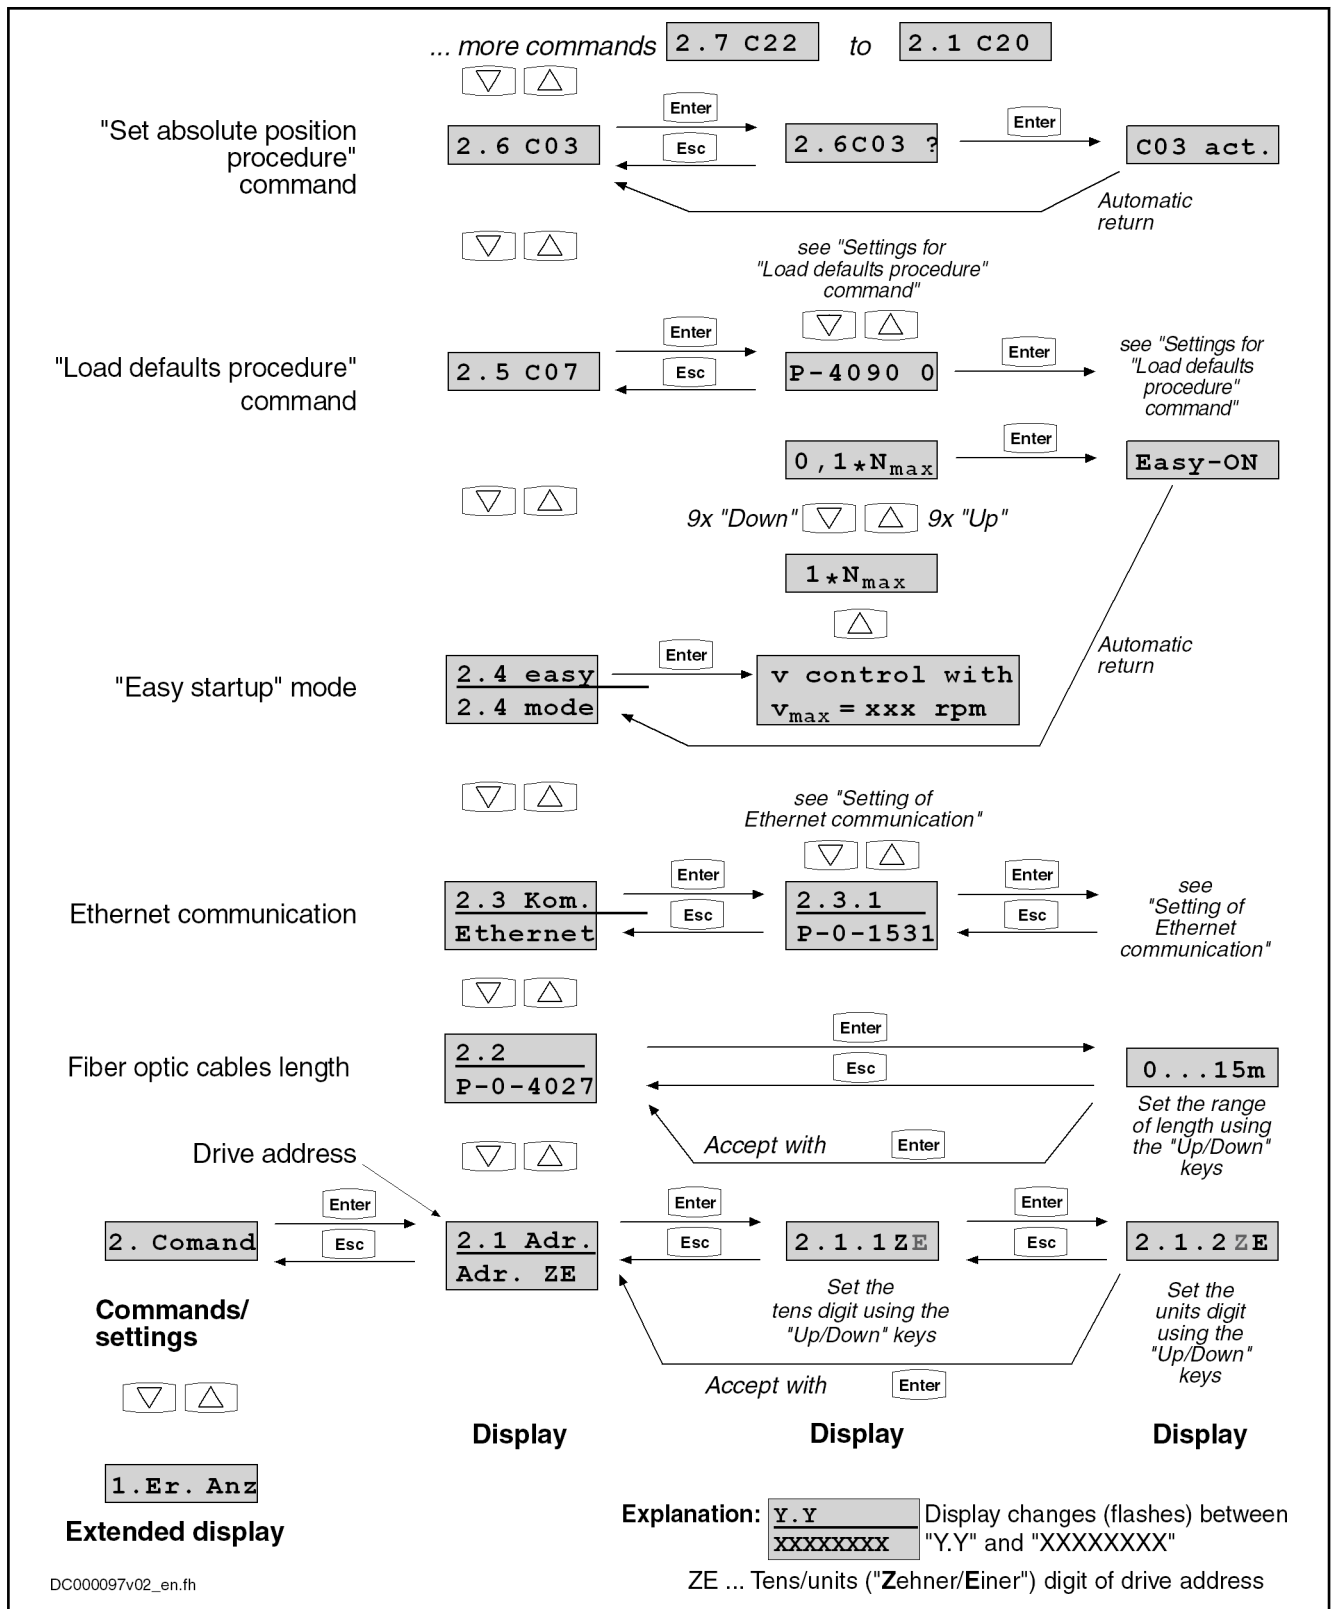 ... more commands 2.7 C22 to 2.1 C20
Enter
"Set absolute position
procedure"
command
2.6 C03
Esc
2.6C03 ?
Enter
C03 act.
Automatic
return
see "Settings for
"Load defaults procedure"
command"
"Load defaults procedure"
command
2.5 C07
Enter
Esc
P-4090 0
Enter
see "Settings for
"Load defaults
procedure"
command"
0,1*Nmax
Enter
Easy-ON
9x "Down"
9x "Up"
1*Nmax
Automatic
return
"Easy startup" mode
2.4 easy
2.4 mode
Enter
v control with
vmax = xxx rpm
see "Setting of
Ethernet communication"
Ethernet communication
2.3 Kom.
Ethernet
Enter
Esc
2.3.1
P-0-1531
Enter
Esc
see
"Setting of
Ethernet
communication"
Fiber optic cables length
2.2
P-0-4027
Enter
Esc
0...15m
Set the range
of length using
the "Up/Down"
keys
Accept with Enter
Drive address
2. Comand
Enter
Esc
2.1 Adr.
Adr. ZE
Enter
Esc
2.1.1ZE
Enter
Esc
2.1.2ZE
Commands/
settings
Set the
tens digit using the
"Up/Down" keys
Set the
units digit
using the
"Up/Down"
keys
Accept with Enter
Display
Display
Display
1.Er. Anz
Extended display
Explanation:
Y.Y
XXXXXXXX
Display changes (flashes) between
"Y.Y" and "XXXXXXXX"
ZE ... Tens/units ("Zehner/Einer") digit of drive address
DC000097v02_en.fh